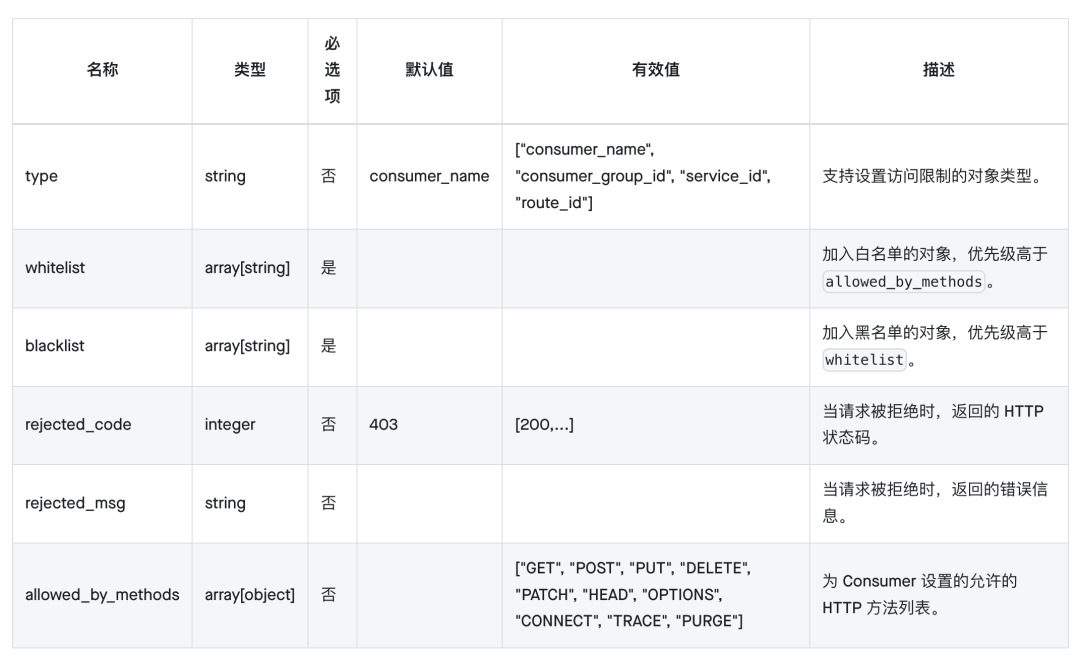 名称 类型 必选项 默认值 有效值 描述
type string 否 consumer_name ["consumer_name", "consumer_group_id", "service_id", "route_id"] 支持设置访问限制的对象类型。
whitelist array[string] 是 加入白名单的对象，优先级高于 allowed_by_methods。
blacklist array[string] 是 加入黑名单的对象，优先级高于 whitelist。
rejected_code integer 否 403 [200,...] 当请求被拒绝时，返回的 HTTP 状态码。
rejected_msg string 否 当请求被拒绝时，返回的错误信息。
allowed_by_methods array[object] 否 ["GET", "POST", "PUT", "DELETE", "PATCH", "HEAD", "OPTIONS", "CONNECT", "TRACE", "PURGE"] 为 Consumer 设置的允许的 HTTP 方法列表。